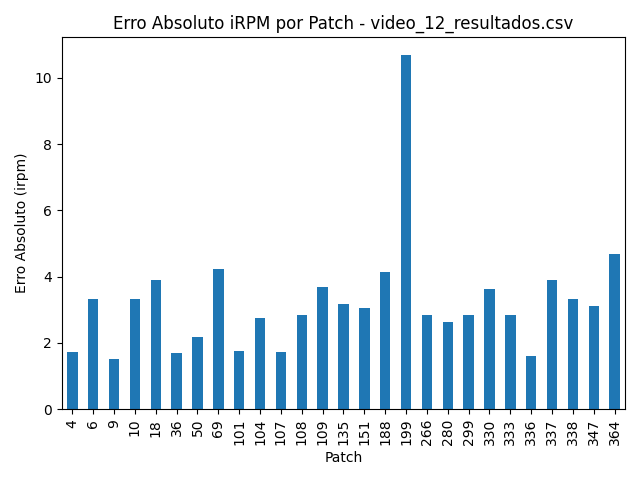 Erro Absoluto iRPM por Patch - video_12_resultados.csv
Erro Absoluto (irpm)
10
8
6
4
2
0
4 6 9 10 18 36 50 69 101 104 107 108 109 135 151 188 199 266 280 299 330 333 336 337 338 347 364
Patch